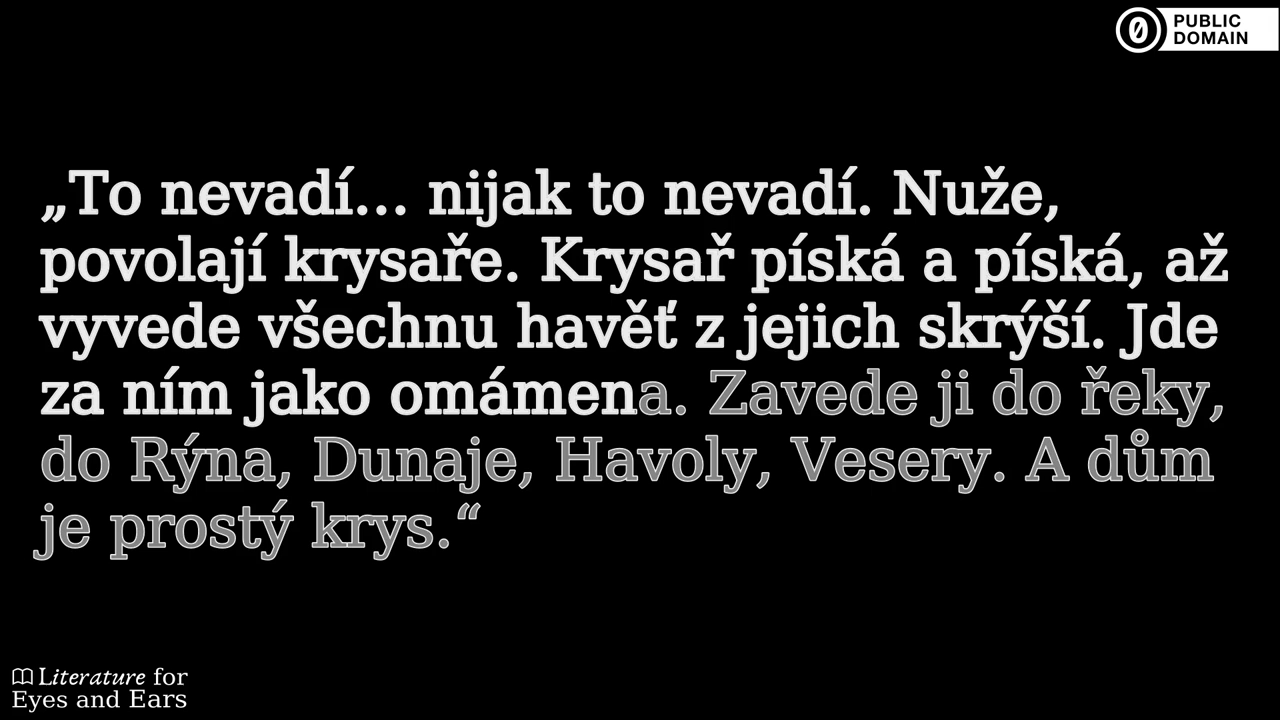 PUBLIC
DOMAIN
„To nevadí... nijak to nevadí. Nuže,
povolají krysaře. Krysař píská a píská, až
vyvede všechnu havěť z jejich skrýší. Jde
za ním jako omámena. Zavede ji do řeky,
do Rýna, Dunaje, Havoly, Vesery. A dům
je prostý krys.“
Literature for
Eyes and Ears